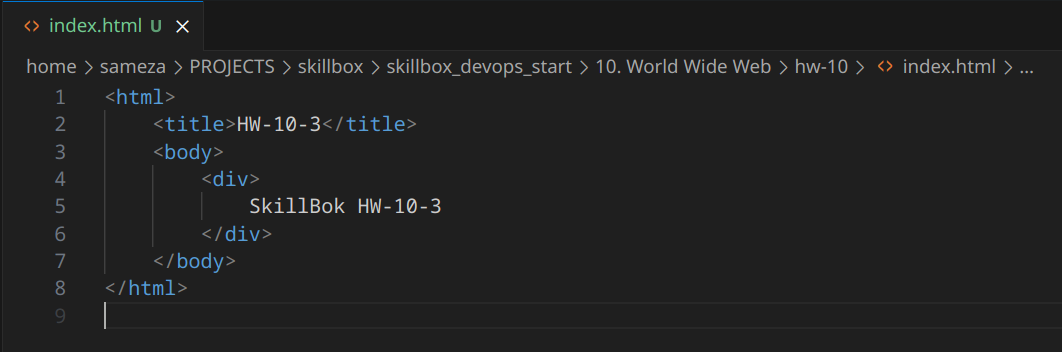 <> index.html U ×
home > sameza > PROJECTS > skillbox > skillbox_devops_start > 10. World Wide Web > hw-10 > <> index.html > ...
1 <html>
2     <title>HW-10-3</title>
3     <body>
4         <div>
5             SkillBok HW-10-3
6         </div>
7     </body>
8 </html>
9